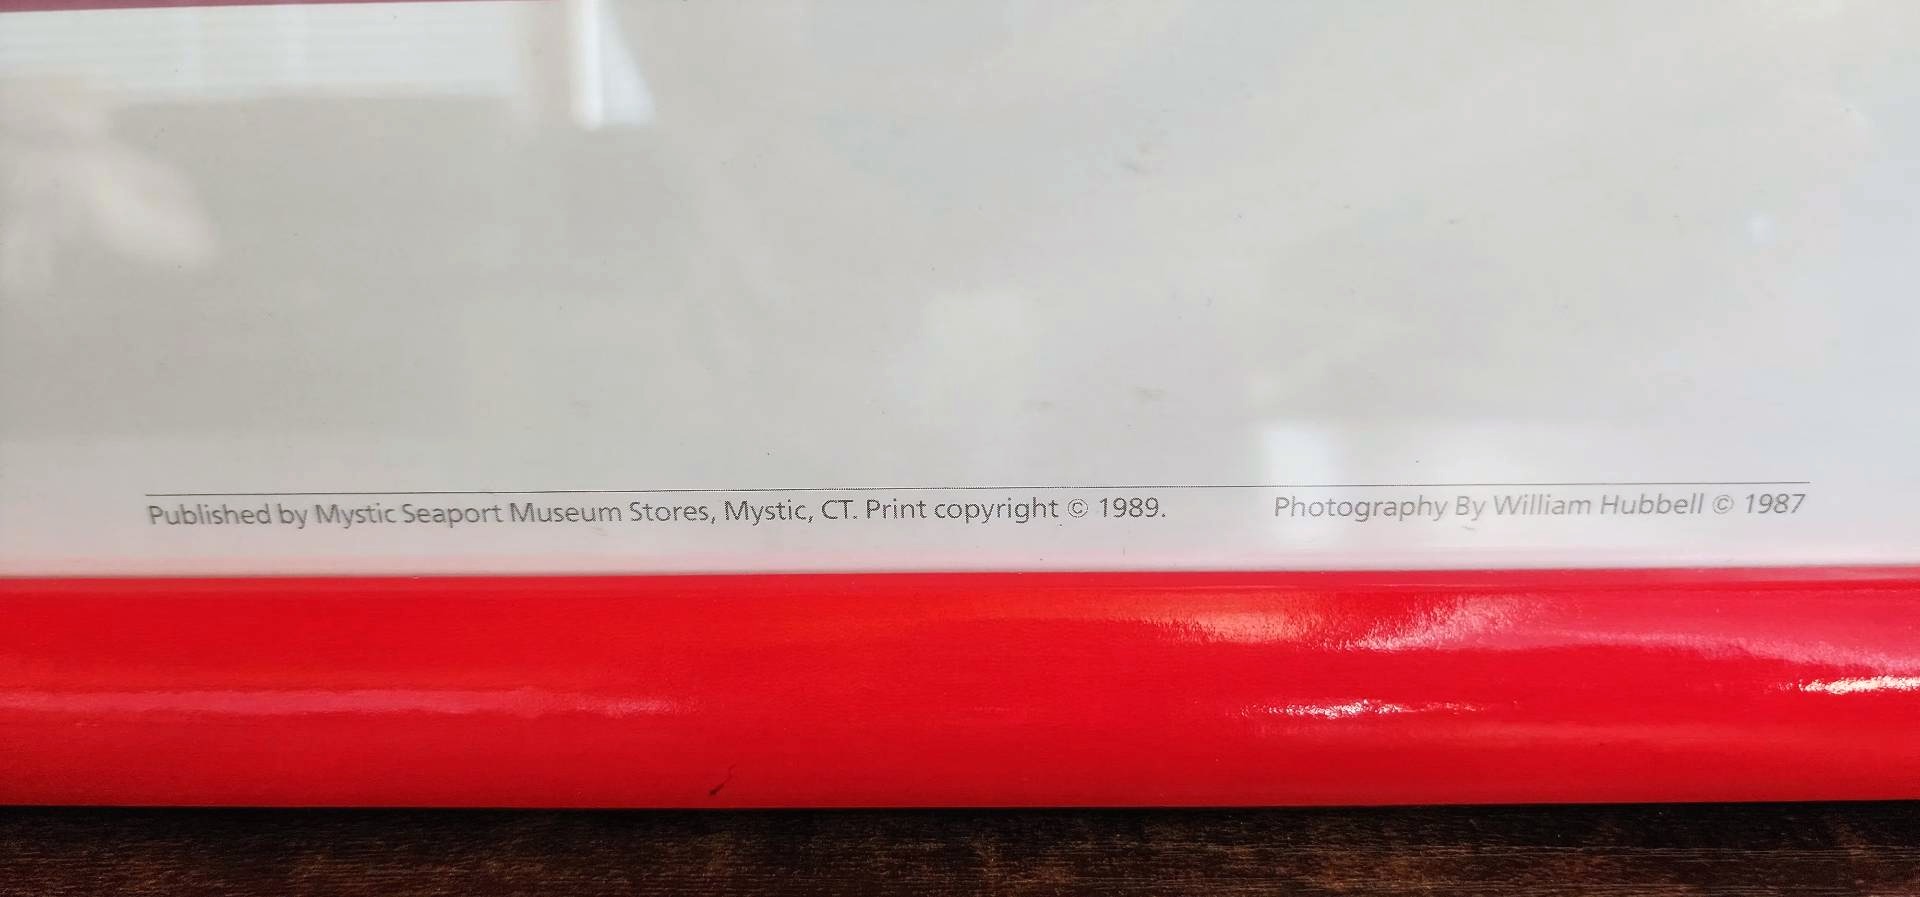 Published by Mystic Seaport Museum Stores, Mystic, CT. Print copyright © 1989.
Photography By William Hubbell © 1987